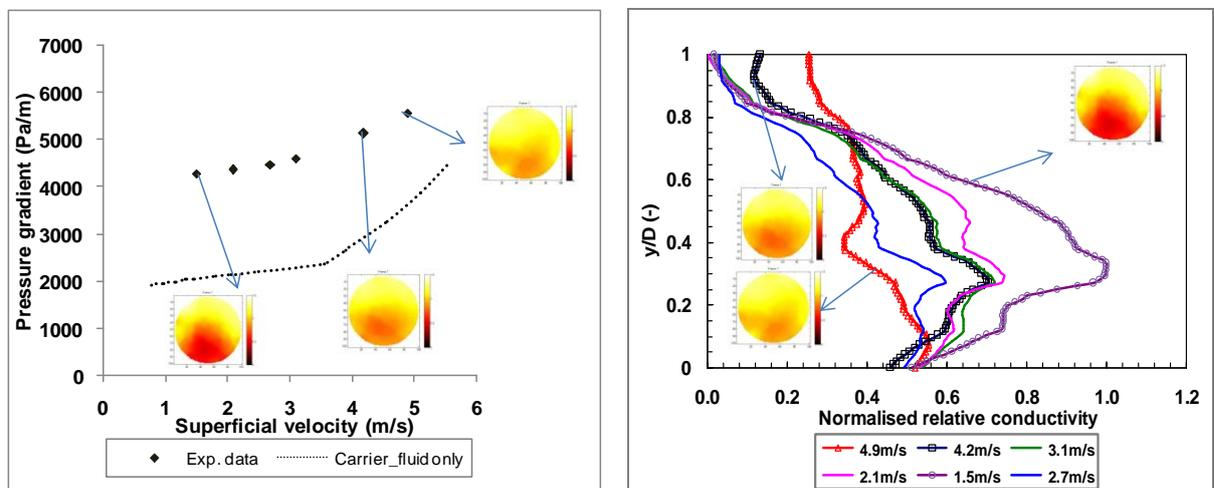 7000
6000
5000
4000
3000
2000
1000
0
Pressure gradient (Pa/m)
0 1 2 3 4 5 6
Superficial velocity (m/s)
Exp. data Carrier_fluid only
1
0.8
0.6
0.4
0.2
0
y/D (-)
0.0 0.2 0.4 0.6 0.8 1.0 1.2
Normalised relative conductivity
4.9m/s 4.2m/s 3.1m/s
2.1m/s 1.5m/s 2.7m/s